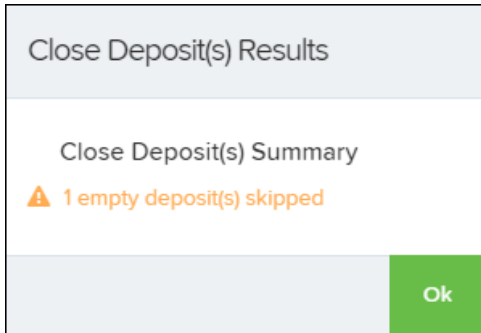 Close Deposit(s) Results
Close Deposit(s) Summary
1 empty deposit(s) skipped
Ok